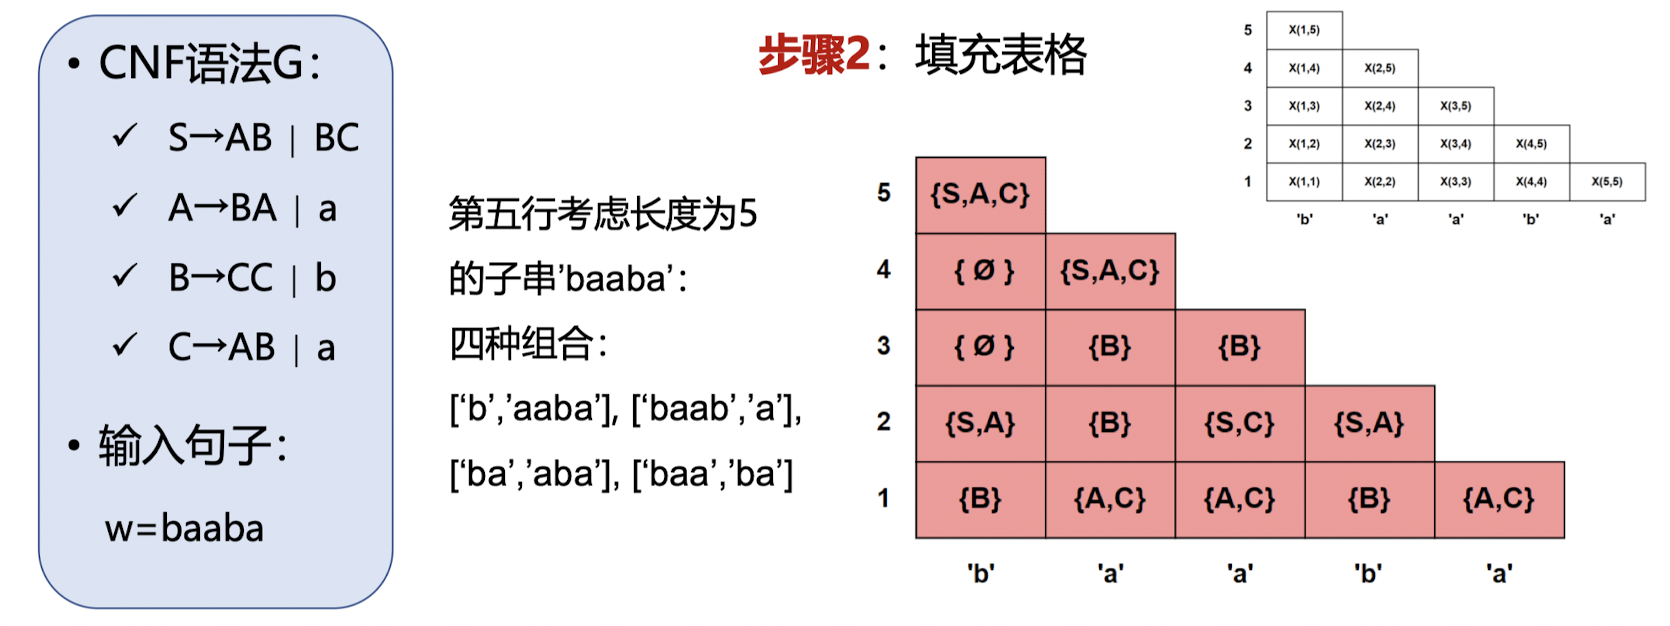 • CNF语法G：
✓ S→AB | BC
✓ A→BA | a
✓ B→CC | b
✓ C→AB | a
• 输入句子：
w=baaba
步骤2：填充表格
第五行考虑长度为5
的子串’baaba’：
四种组合：
[‘b’,’aaba’], [‘baab’,’a’],
[‘ba’,’aba’], [‘baa’,’ba’]
5 {S,A,C}
4 { Ø } {S,A,C}
3 { Ø } {B} {B}
2 {S,A} {B} {S,C} {S,A}
1 {B} {A,C} {A,C} {B} {A,C}
'b' 'a' 'a' 'b' 'a'
5 X(1,5)
4 X(1,4) X(2,5)
3 X(1,3) X(2,4) X(3,5)
2 X(1,2) X(2,3) X(3,4) X(4,5)
1 X(1,1) X(2,2) X(3,3) X(4,4) X(5,5)
'b' 'a' 'a' 'b' 'a'